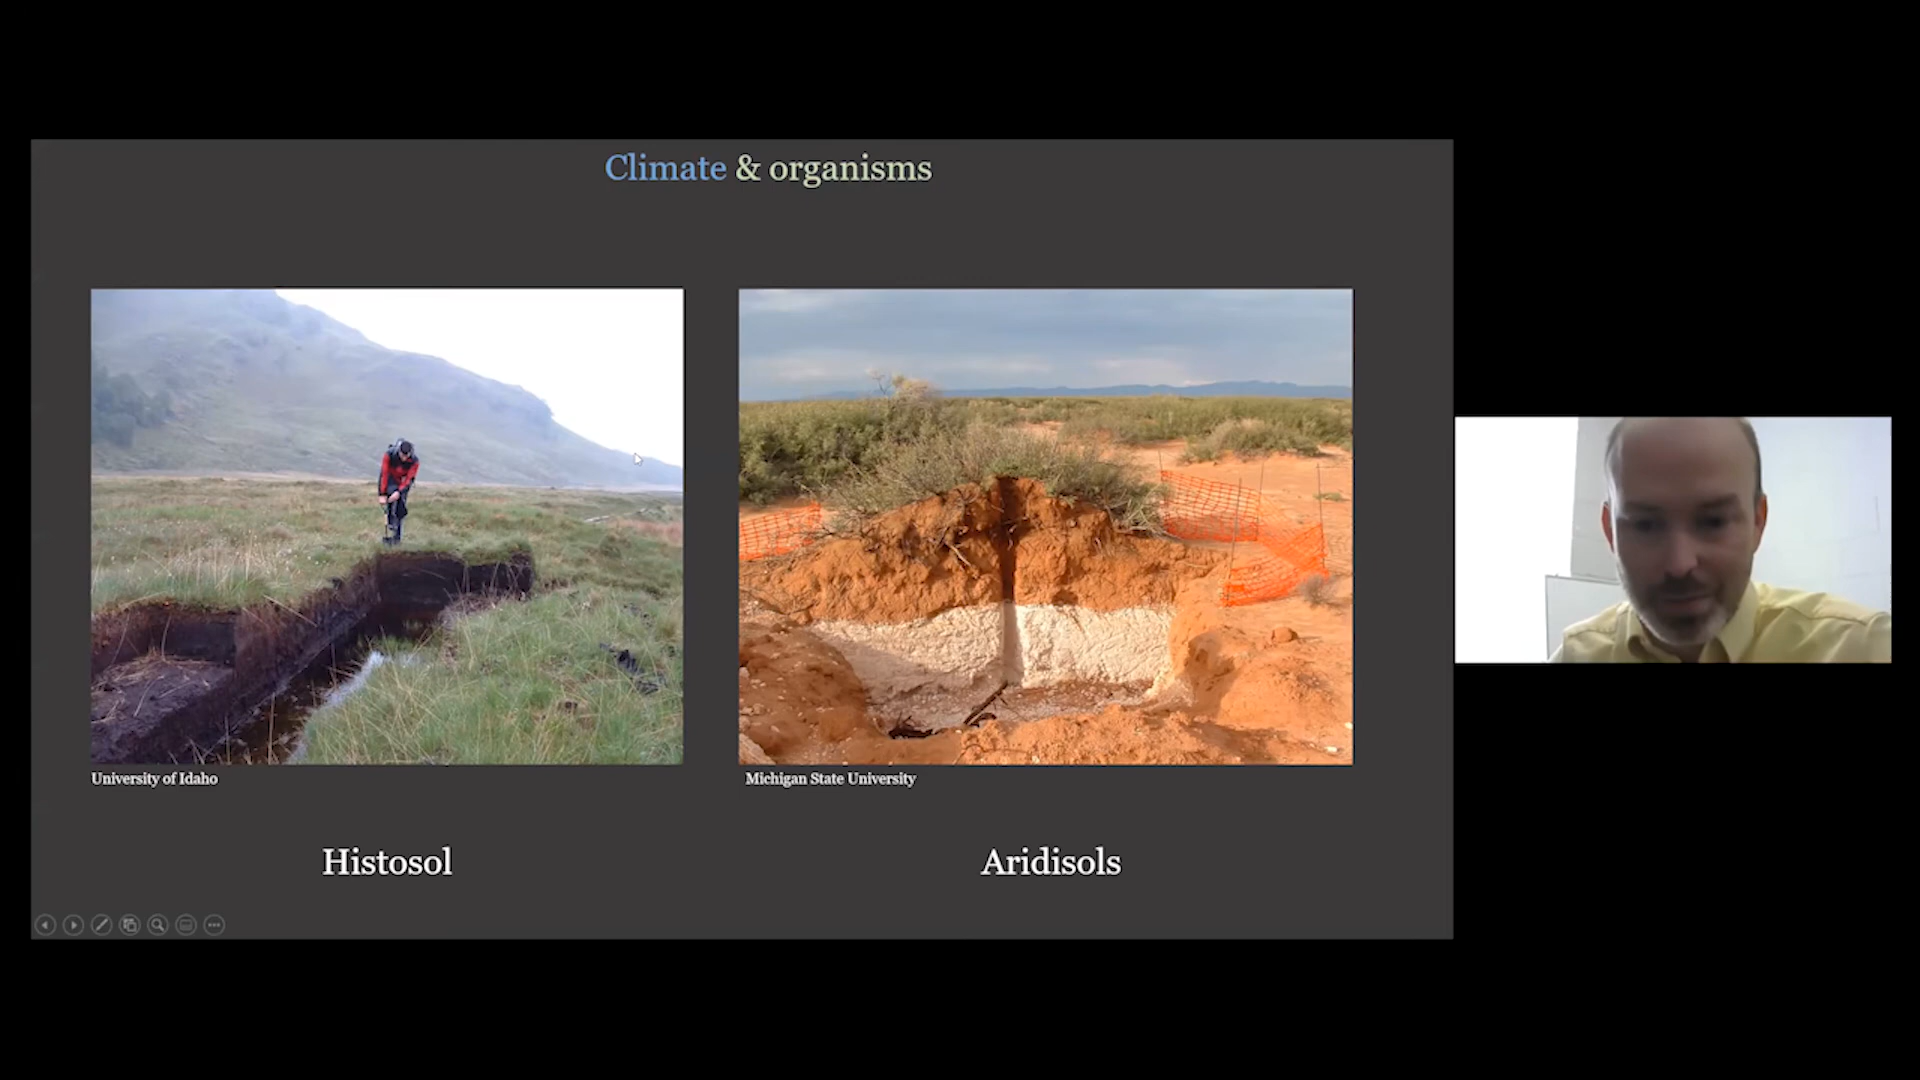 Climate & organisms
University of Idaho
Michigan State University
Histosol
Aridisols